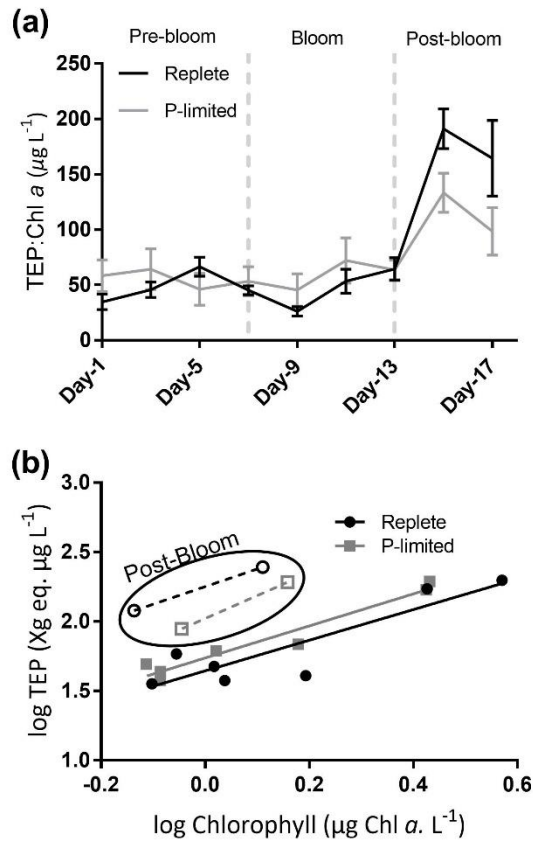 (a)
Pre-bloom Bloom Post-bloom
Replete
P-limited
TEP:Chl a (µg L⁻¹)
250
200
150
100
50
0
Day-1 Day-5 Day-9 Day-13 Day-17
(b)
log TEP (Xg eq. µg L⁻¹)
3.0
2.5
2.0
1.5
1.0
Post-Bloom
Replete
P-limited
-0.2 0.0 0.2 0.4 0.6
log Chlorophyll (µg Chl a. L⁻¹)